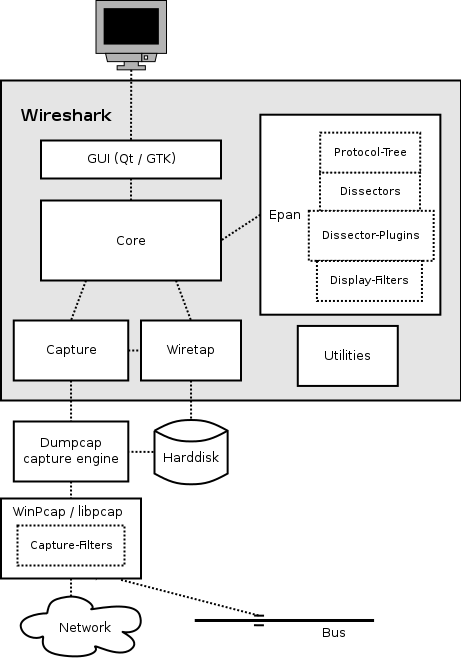 Wireshark
GUI (Qt / GTK)
Core
Epan
Protocol-Tree
Dissectors
Dissector-Plugins
Display-Filters
Capture
Wiretap
Utilities
Dumpcap
capture engine
Harddisk
WinPcap / libpcap
Capture-Filters
Network
Bus